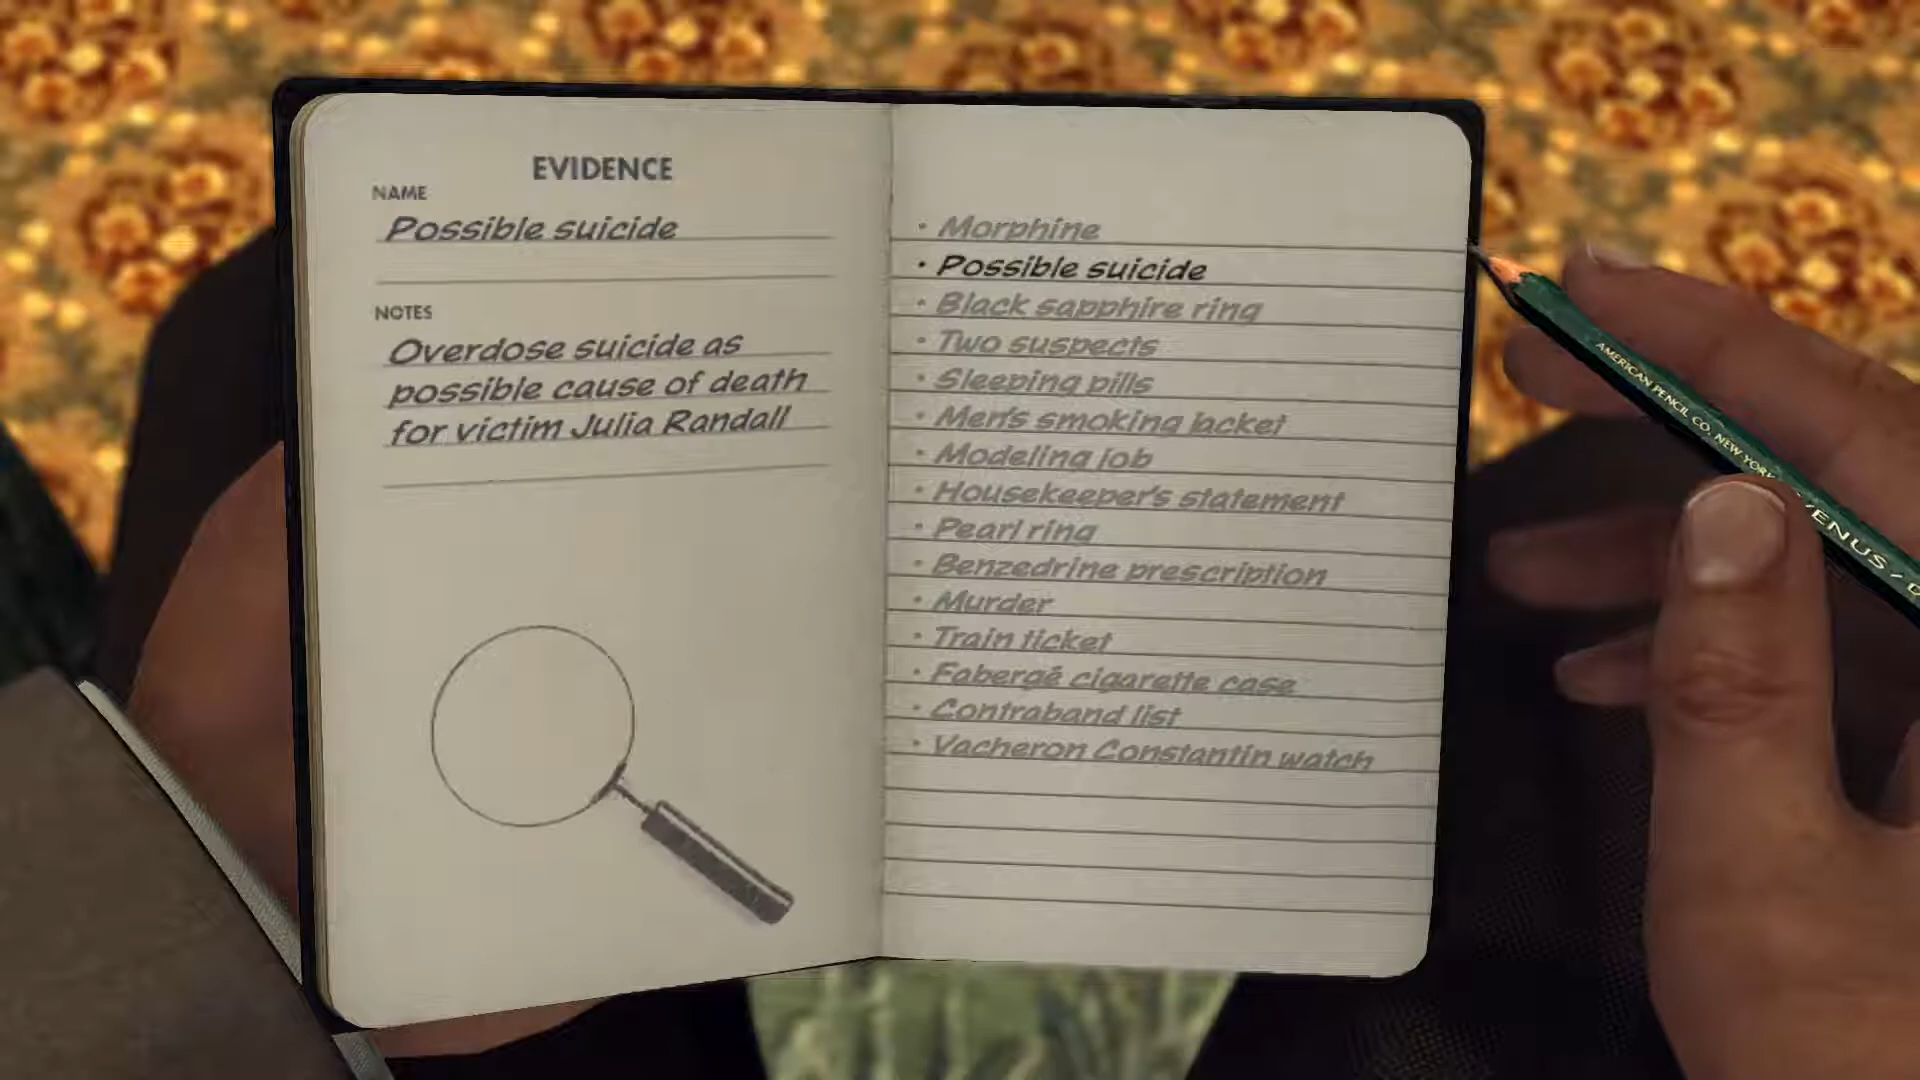 EVIDENCE
NAME
Possible suicide
NOTES
Overdose suicide as
possible cause of death
for victim Julia Randall
• Morphine
• Possible suicide
• Black sapphire ring
• Two suspects
• Sleeping pills
• Men's smoking jacket
• Modeling job
• Housekeeper's statement
• Pearl ring
• Benzedrine prescription
• Murder
• Train ticket
• Fabergé cigarette case
• Contraband list
• Vacheron Constantin watch
AMERICAN PENCIL CO. NEW YORK
VENUS